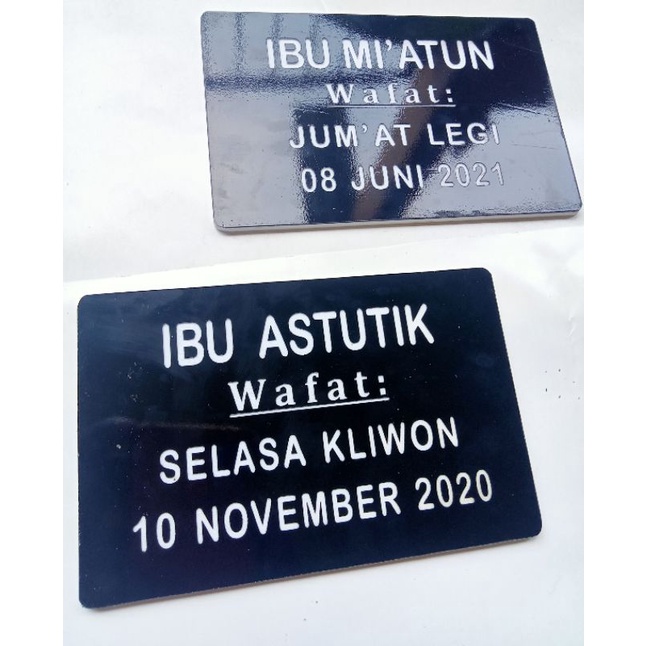 IBU MI'ATUN
Wafat:
JUM'AT LEGI
08 JUNI 2021
IBU ASTUTIK
Wafat:
SELASA KLIWON
10 NOVEMBER 2020